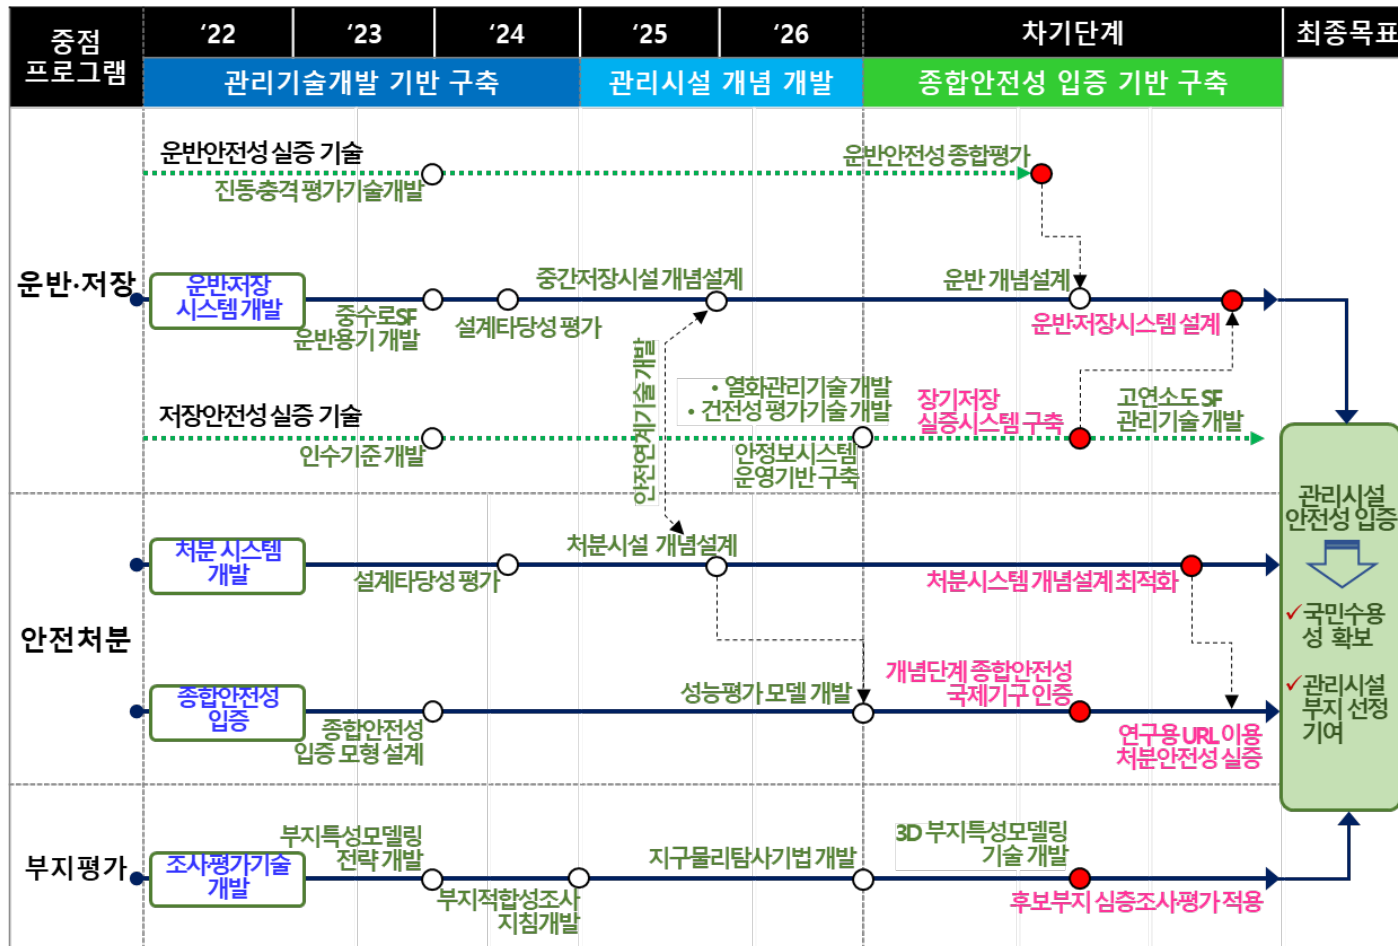 중점
프로그램
‘22
‘23
‘24
‘25
‘26
차기단계
최종목표
관리기술개발 기반 구축
관리시설 개념 개발
종합안전성 입증 기반 구축
운반안전성 실증 기술
진동·충격 평가기술개발
운반안전성 종합평가
운반·저장
운반·저장
시스템 개발
중수로SF
운반용기 개발
설계타당성 평가
중간저장시설 개념설계
운반 개념설계
운반·저장시스템 설계
안전연계기술 개발
저장안전성 실증 기술
인수기준 개발
• 열화관리기술 개발
• 건전성 평가기술 개발
안정보시스템
운영기반 구축
장기저장
실증시스템 구축
고연소도 SF
관리기술 개발
관리시설
안전성 입증
✓국민수용
성 확보
✓관리시설
부지 선정
기여
안전처분
처분 시스템
개발
설계타당성 평가
처분시설 개념설계
처분시스템 개념설계 최적화
종합안전성
입증
종합안전성
입증 모형 설계
성능평가 모델 개발
개념단계 종합안전성
국제기구 인증
연구용 URL 이용
처분안전성 실증
부지평가
조사·평가기술
개발
부지특성모델링
전략 개발
부지적합성조사
지침개발
지구물리탐사기법 개발
3D 부지특성모델링
기술 개발
후보부지 심층조사·평가 적용